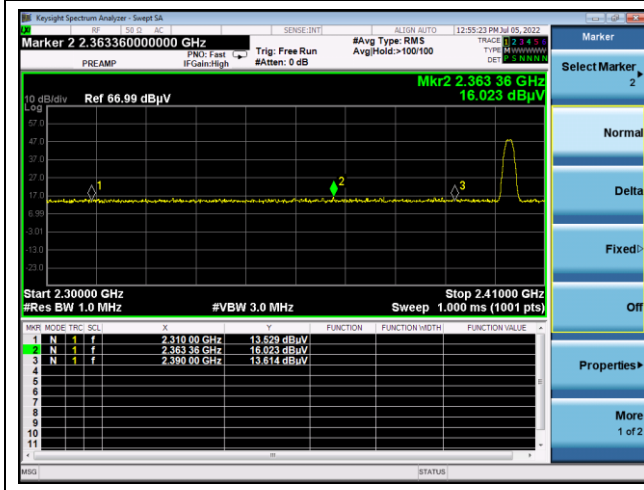 Keysight Spectrum Analyzer - Swept SA
RF 50 Ω AC SENSE:INT ALIGN AUTO 12:55:23 PM Jul 05, 2022
Marker 2 2.363360000000 GHz
PREAMP
PNO: Fast
IFGain:High
Trig: Free Run
#Atten: 0 dB
#Avg Type: RMS
Avg|Hold:>100/100
TRACE 1 2 3 4 5 6
TYPE M W W W W W
DET P S N N N N
Mkr2 2.363 36 GHz
16.023 dBµV
10 dB/div Ref 66.99 dBµV
Log
57.0
47.0
37.0
27.0
17.0
6.99
-3.01
-13.0
-23.0
1
2
3
Start 2.30000 GHz Stop 2.41000 GHz
#Res BW 1.0 MHz #VBW 3.0 MHz Sweep 1.000 ms (1001 pts)
MKR MODE TRC SCL X Y FUNCTION FUNCTION WIDTH FUNCTION VALUE
1 N 1 f 2.310 00 GHz 13.529 dBµV
2 N 1 f 2.363 36 GHz 16.023 dBµV
3 N 1 f 2.390 00 GHz 13.614 dBµV
4
5
6
7
8
9
10
11
MSG STATUS
Marker
Select Marker
2
Normal
Delta
Fixed
Off
Properties
More
1 of 2